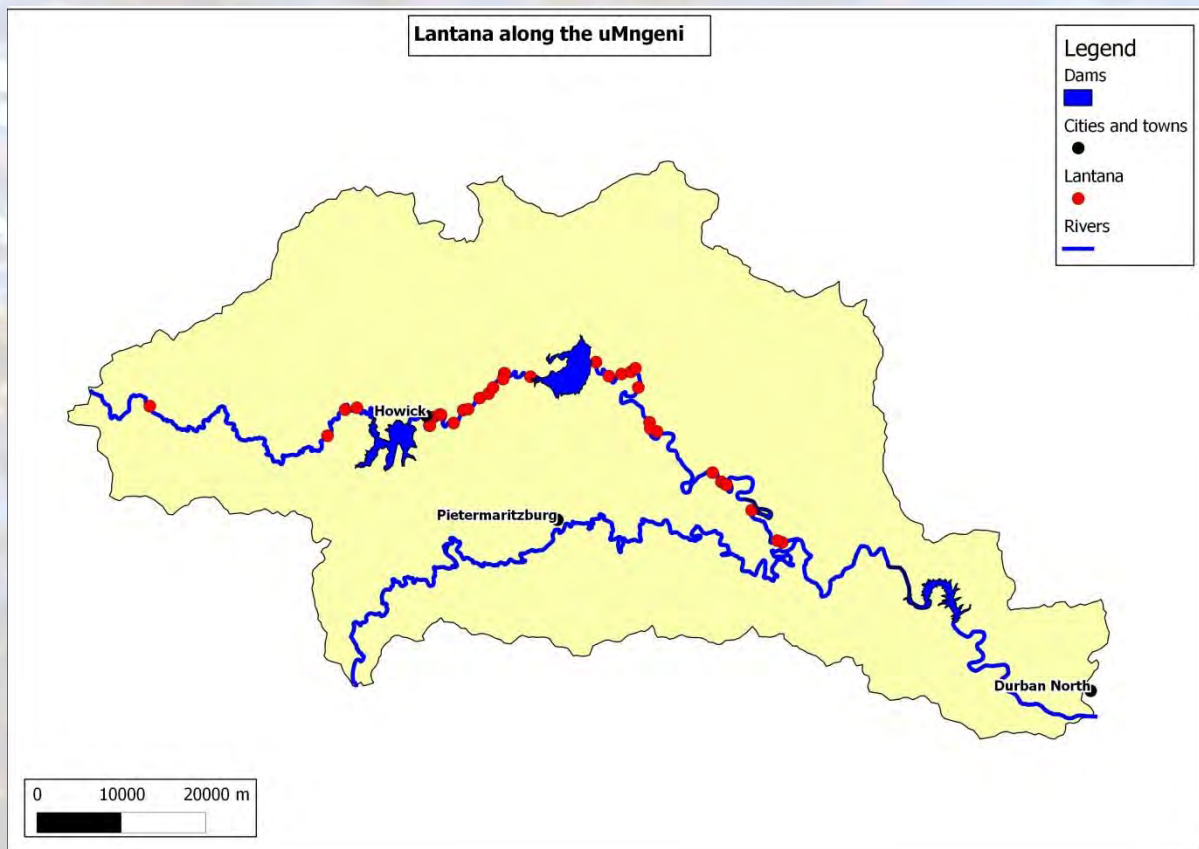 Lantana along the uMngeni
Legend
Dams
Cities and towns
Lantana
Rivers
Howick
Pietermaritzburg
Durban North
0 10000 20000 m